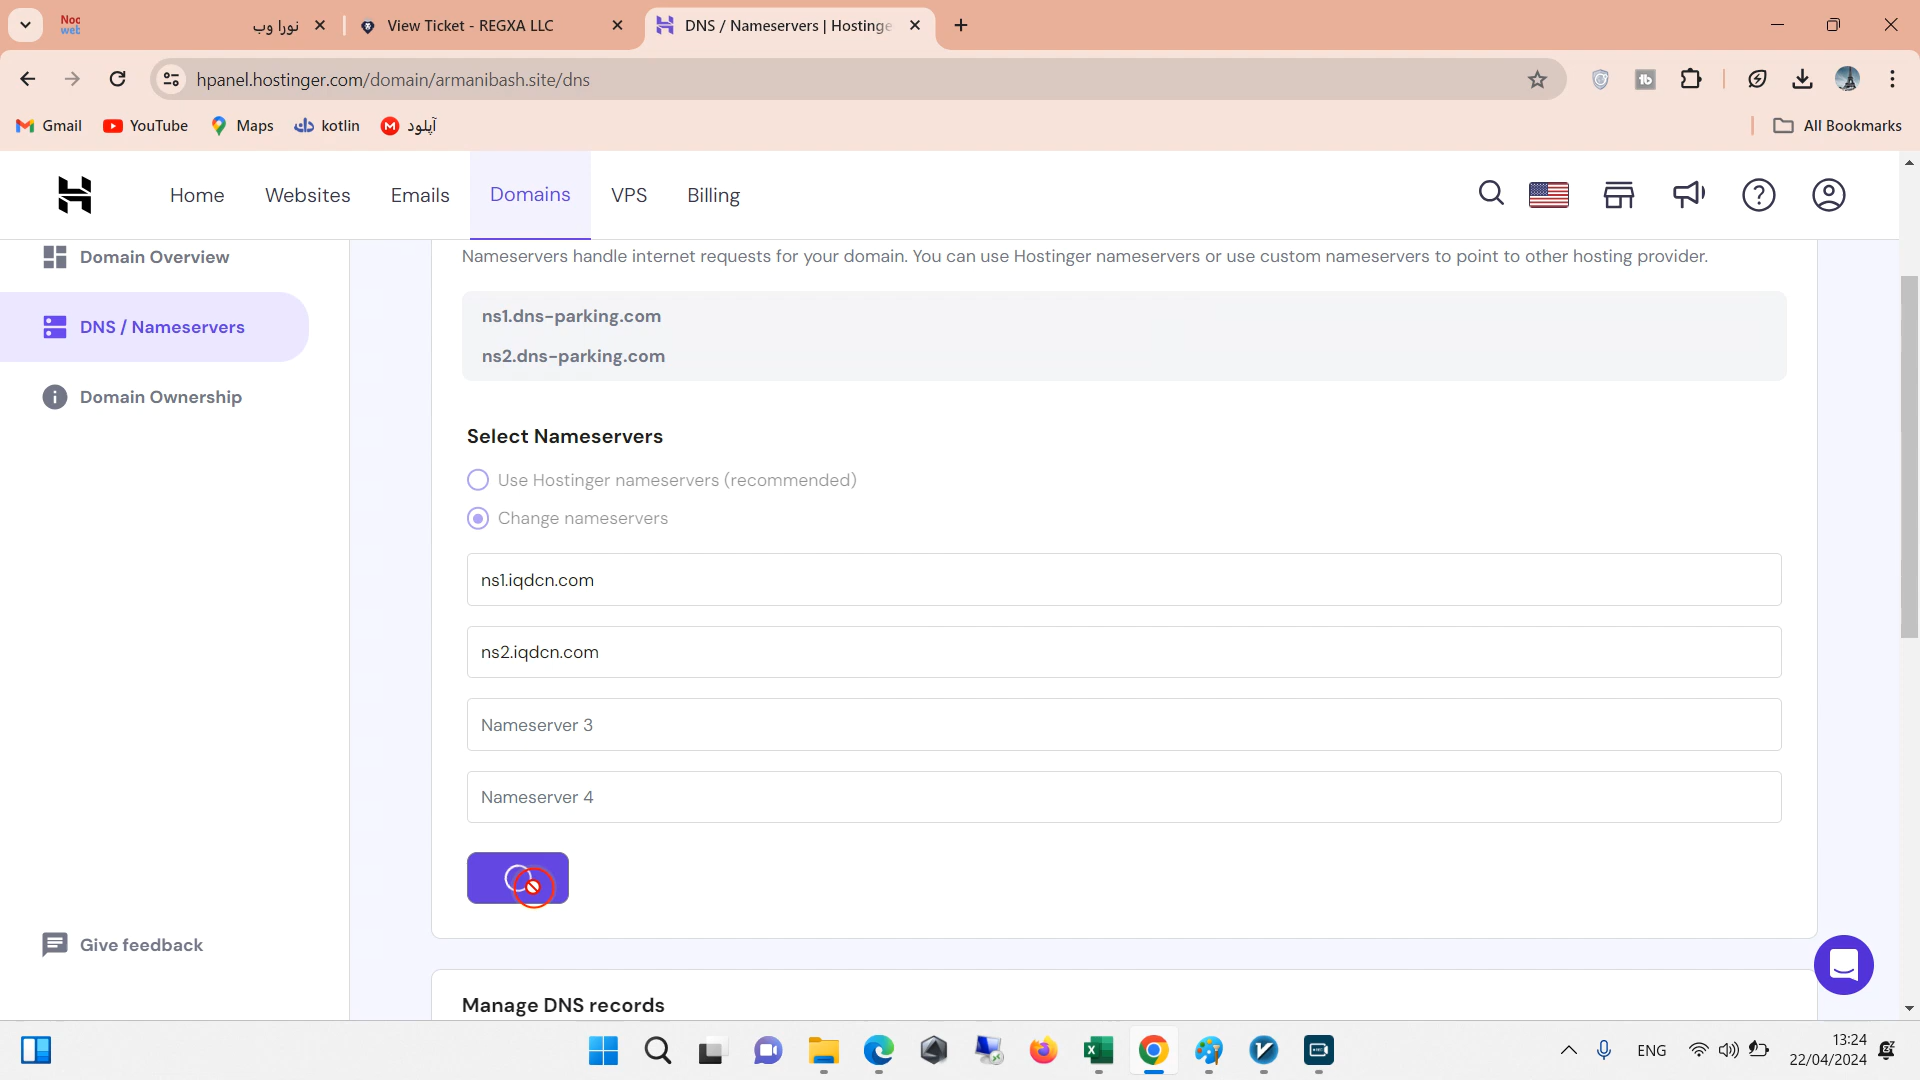 Noc
web
نورا وب
View Ticket - REGXA LLC
DNS / Nameservers | Hostinge
hpanel.hostinger.com/domain/armanibash.site/dns
Gmail
YouTube
Maps
kotlin
آپلود
All Bookmarks
Home
Websites
Emails
Domains
VPS
Billing
Domain Overview
DNS / Nameservers
Domain Ownership
Give feedback
Nameservers handle internet requests for your domain. You can use Hostinger nameservers or use custom nameservers to point to other hosting provider.
ns1.dns-parking.com
ns2.dns-parking.com
Select Nameservers
Use Hostinger nameservers (recommended)
Change nameservers
ns1.iqdcn.com
ns2.iqdcn.com
Nameserver 3
Nameserver 4
Manage DNS records
ENG
13:24
22/04/2024